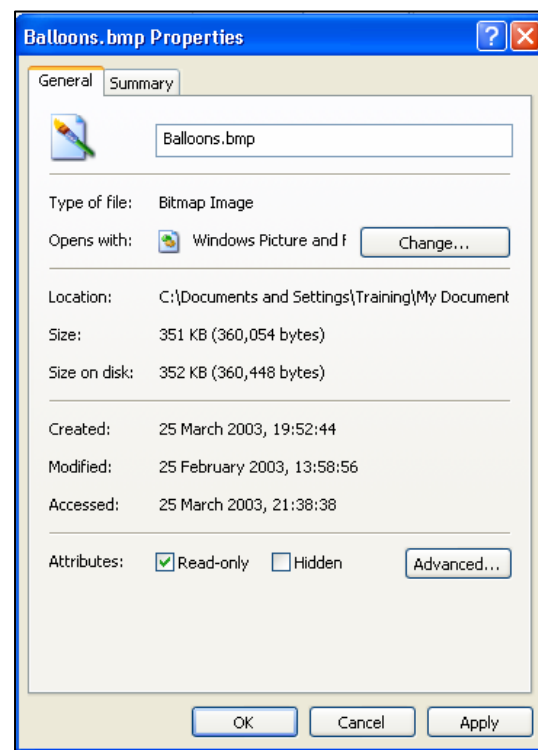 Balloons.bmp Properties
General Summary
Balloons.bmp
Type of file: Bitmap Image
Opens with: Windows Picture and F Change...
Location: C:\Documents and Settings\Training\My Document
Size: 351 KB (360,054 bytes)
Size on disk: 352 KB (360,448 bytes)
Created: 25 March 2003, 19:52:44
Modified: 25 February 2003, 13:58:56
Accessed: 25 March 2003, 21:38:38
Attributes: Read-only Hidden Advanced...
OK Cancel Apply